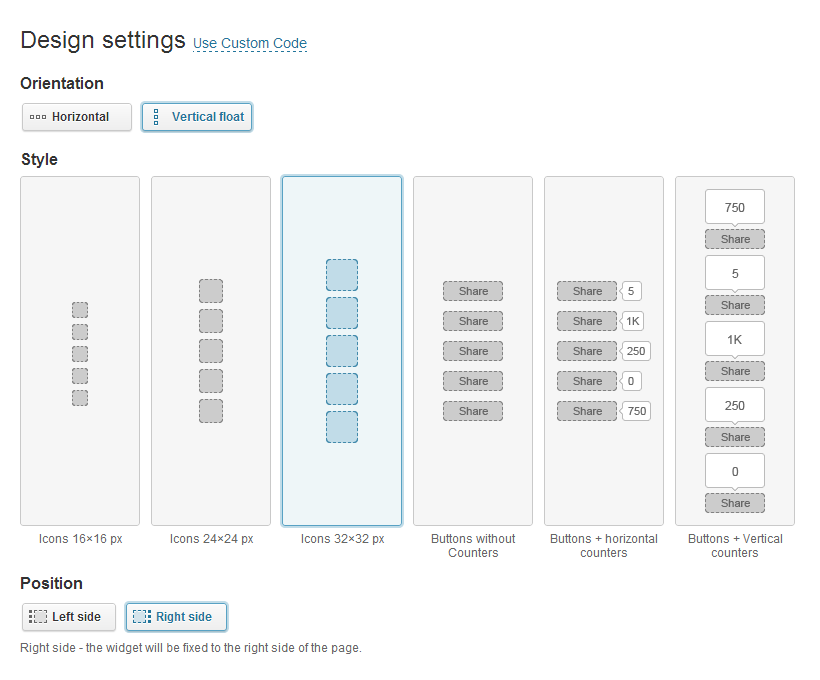 Design settings Use Custom Code
Orientation
Horizontal Vertical float
Style
Share
Share
Share
Share
Share
Share 5
Share 1K
Share 250
Share 0
Share 750
750
Share
5
Share
1K
Share
250
Share
0
Share
Icons 16×16 px
Icons 24×24 px
Icons 32×32 px
Buttons without
Counters
Buttons + horizontal
counters
Buttons + Vertical
counters
Position
Left side Right side
Right side - the widget will be fixed to the right side of the page.